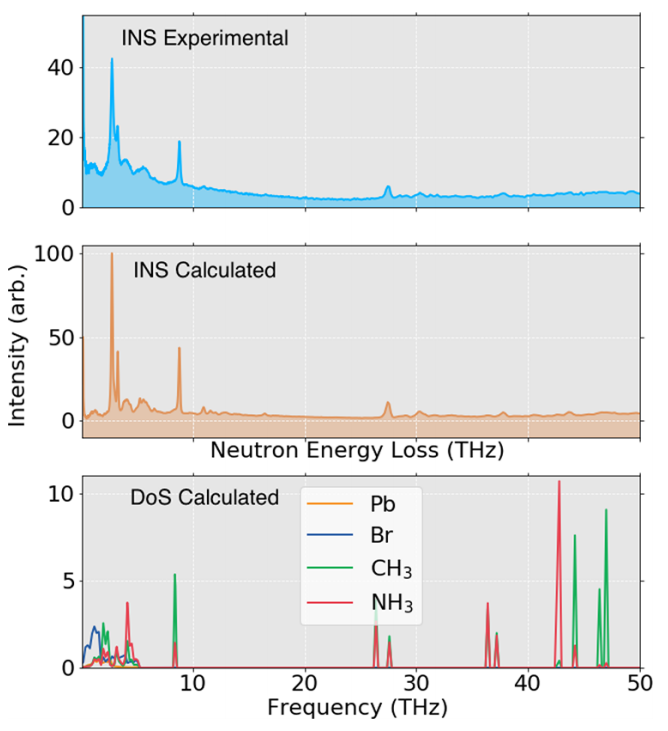 INS Experimental
40
20
0
INS Calculated
100
50
0
Intensity (arb.)
Neutron Energy Loss (THz)
DoS Calculated
Pb
Br
CH₃
NH₃
10
5
0
10 20 30 40 50
Frequency (THz)